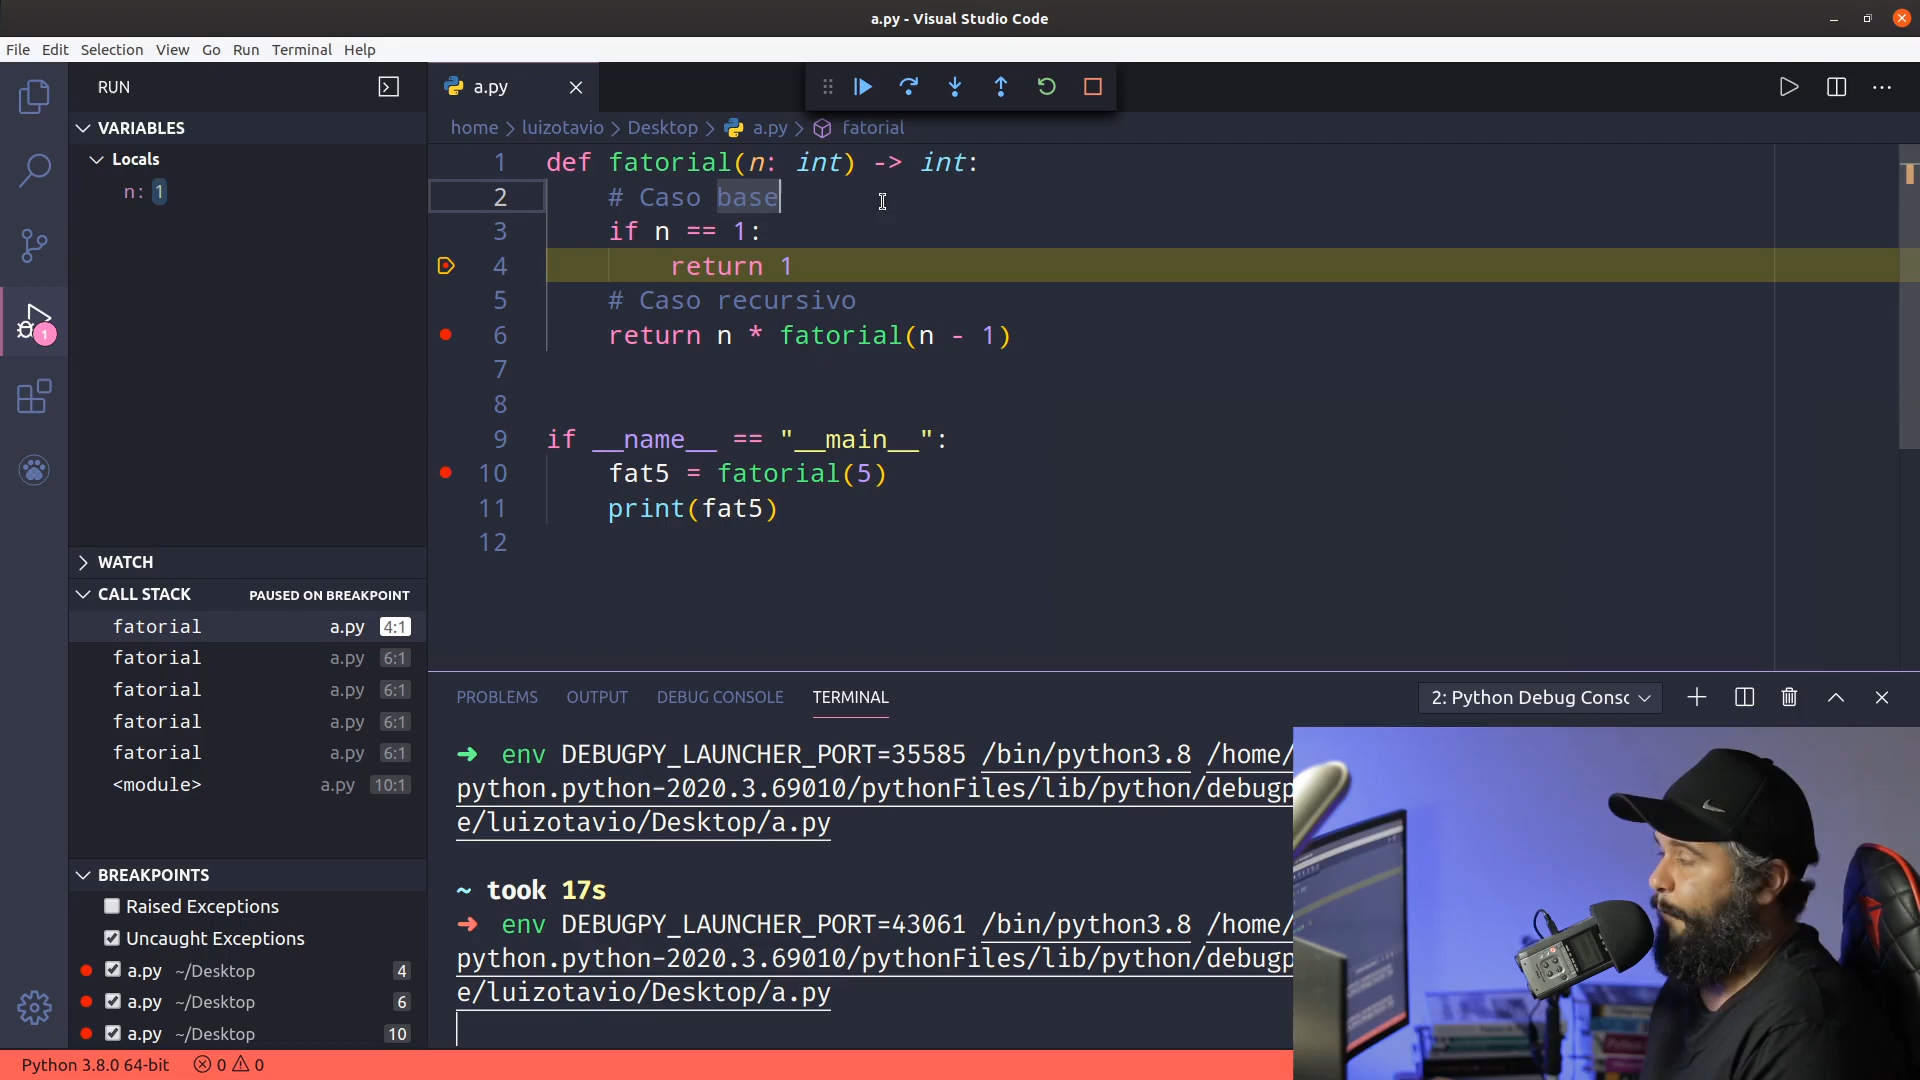 a.py - Visual Studio Code
File Edit Selection View Go Run Terminal Help
RUN
a.py
VARIABLES
Locals
n: 1
home > luizotavio > Desktop > a.py > fatorial
1 def fatorial(n: int) -> int:
2 # Caso base
3 if n == 1:
4 return 1
5 # Caso recursivo
6 return n * fatorial(n - 1)
7
8
9 if __name__ == "__main__":
10 fat5 = fatorial(5)
11 print(fat5)
12
1
WATCH
CALL STACK PAUSED ON BREAKPOINT
fatorial a.py 4:1
fatorial a.py 6:1
fatorial a.py 6:1
fatorial a.py 6:1
fatorial a.py 6:1
<module> a.py 10:1
BREAKPOINTS
Raised Exceptions
Uncaught Exceptions
a.py ~/Desktop 4
a.py ~/Desktop 6
a.py ~/Desktop 10
PROBLEMS OUTPUT DEBUG CONSOLE TERMINAL
2: Python Debug Consc
➜ env DEBUGPY_LAUNCHER_PORT=35585 /bin/python3.8 /home/
python.python-2020.3.69010/pythonFiles/lib/python/debugp
e/luizotavio/Desktop/a.py
~ took 17s
➜ env DEBUGPY_LAUNCHER_PORT=43061 /bin/python3.8 /home/
python.python-2020.3.69010/pythonFiles/lib/python/debugp
e/luizotavio/Desktop/a.py
Python 3.8.0 64-bit 0 0